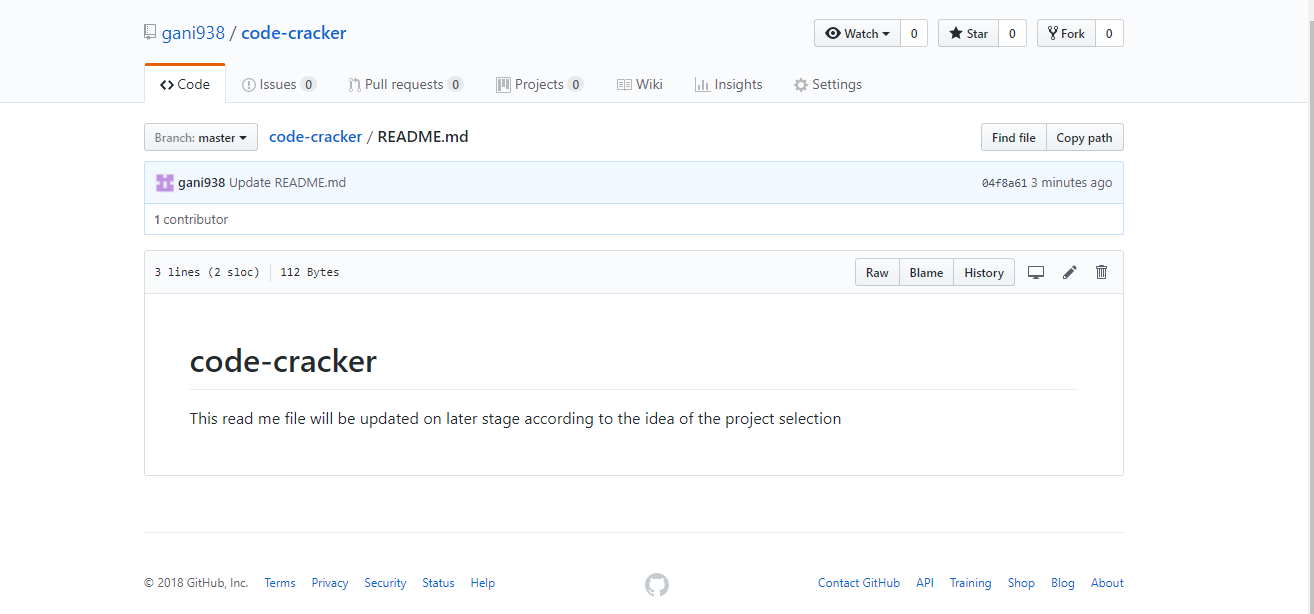 gani938 / code-cracker Watch 0 Star 0 Fork 0
Code Issues 0 Pull requests 0 Projects 0 Wiki Insights Settings
Branch: master code-cracker / README.md Find file Copy path
gani938 Update README.md 04f8a61 3 minutes ago
1 contributor
3 lines (2 sloc) 112 Bytes Raw Blame History
code-cracker
This read me file will be updated on later stage according to the idea of the project selection
© 2018 GitHub, Inc. Terms Privacy Security Status Help Contact GitHub API Training Shop Blog About